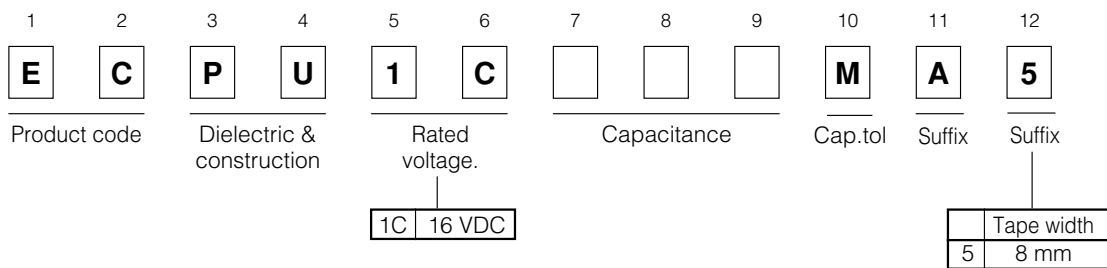 1 2 3 4 5 6 7 8 9 10 11 12
E C P U 1 C M A 5
Product code Dielectric & Rated Capacitance Cap.tol Suffix Suffix
construction voltage.
1C 16 VDC
Tape width
5 8 mm